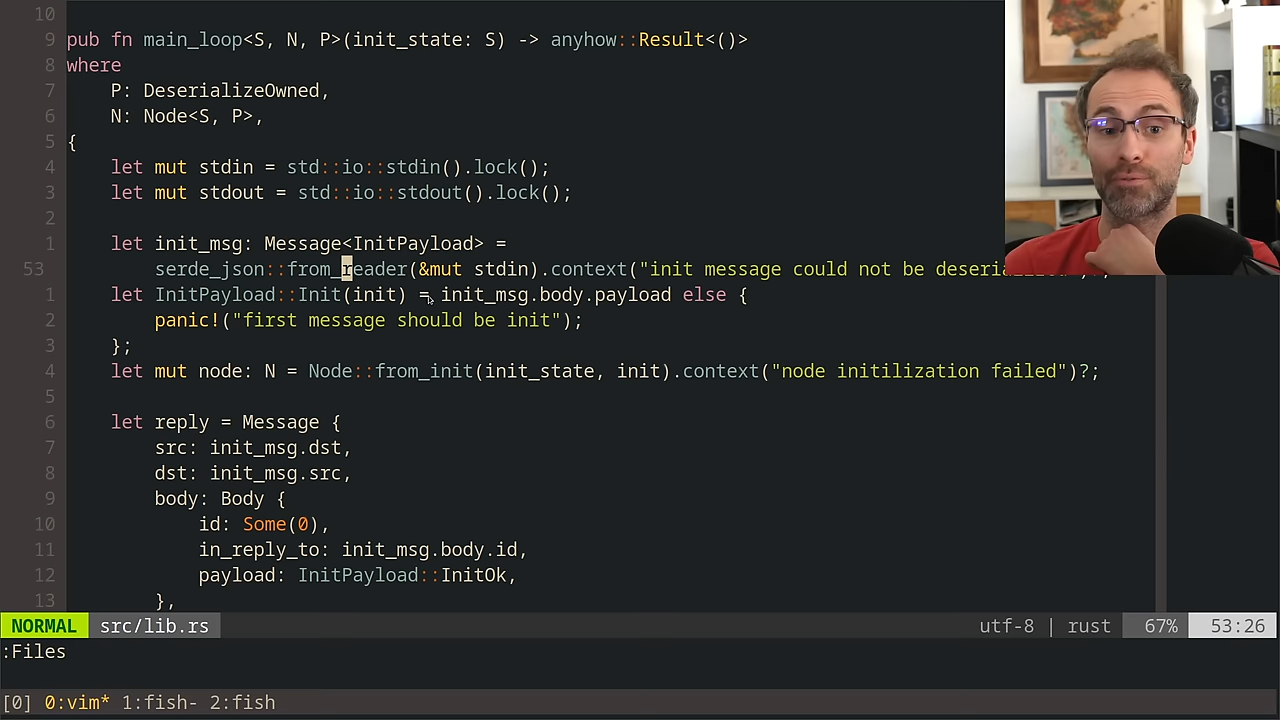 10
9 pub fn main_loop<S, N, P>(init_state: S) -> anyhow::Result<()>
8 where
7     P: DeserializeOwned,
6     N: Node<S, P>,
5 {
4     let mut stdin = std::io::stdin().lock();
3     let mut stdout = std::io::stdout().lock();
2
1     let init_msg: Message<InitPayload> =
53         serde_json::from_reader(&mut stdin).context("init message could not be
1     let InitPayload::Init(init) = init_msg.body.payload else {
2         panic!("first message should be init");
3     };
4     let mut node: N = Node::from_init(init_state, init).context("node initilization failed")?;
5
6     let reply = Message {
7         src: init_msg.dst,
8         dst: init_msg.src,
9         body: Body {
10             id: Some(0),
11             in_reply_to: init_msg.body.id,
12             payload: InitPayload::InitOk,
13         },
NORMAL src/lib.rs utf-8 | rust 67% 53:26
:Files
[0] 0:vim* 1:fish- 2:fish